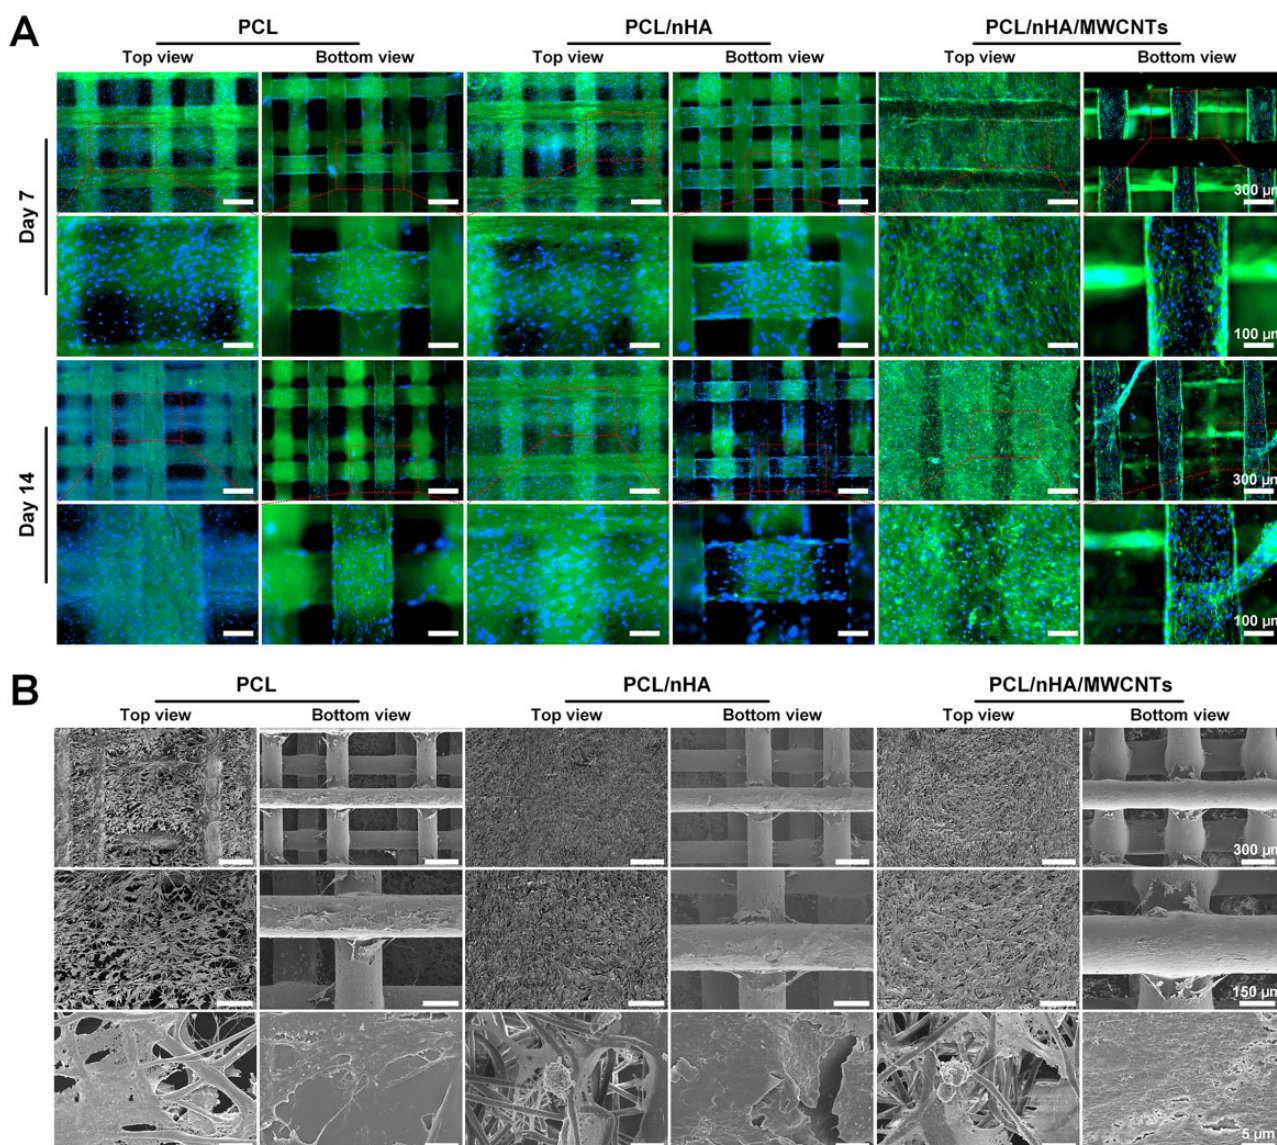 A
PCL
PCL/nHA
PCL/nHA/MWCNTs
Top view
Bottom view
Top view
Bottom view
Top view
Bottom view
Day 7
300 µm
100 µm
Day 14
300 µm
100 µm
B
PCL
PCL/nHA
PCL/nHA/MWCNTs
Top view
Bottom view
Top view
Bottom view
Top view
Bottom view
300 µm
150 µm
5 µm